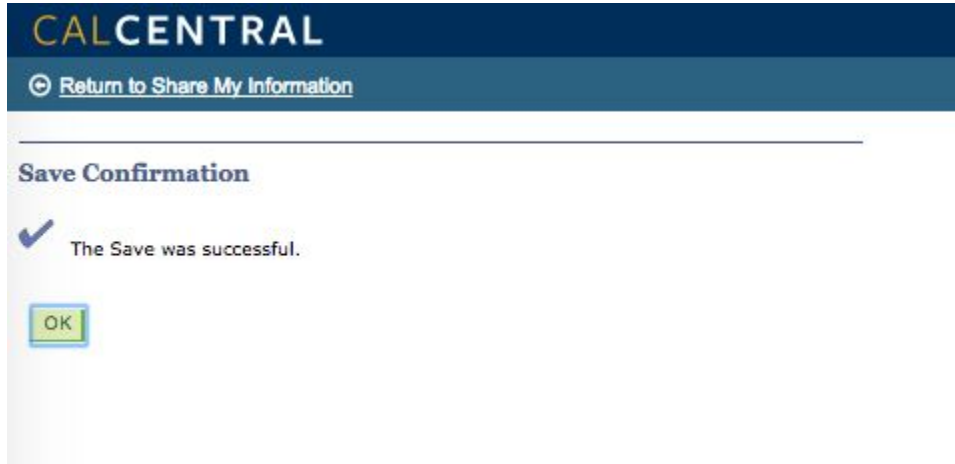 CALCENTRAL
Return to Share My Information
Save Confirmation
The Save was successful.
OK